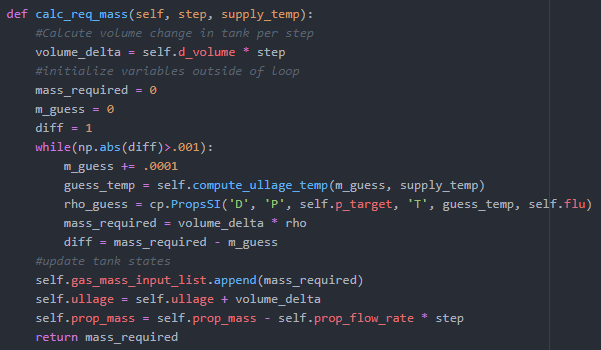 def calc_req_mass(self, step, supply_temp):
    #Calcute volume change in tank per step
    volume_delta = self.d_volume * step
    #initialize variables outside of loop
    mass_required = 0
    m_guess = 0
    diff = 1
    while(np.abs(diff)>.001):
        m_guess += .0001
        guess_temp = self.compute_ullage_temp(m_guess, supply_temp)
        rho_guess = cp.PropsSI('D', 'P', self.p_target, 'T', guess_temp, self.flu)
        mass_required = volume_delta * rho
        diff = mass_required - m_guess
    #update tank states
    self.gas_mass_input_list.append(mass_required)
    self.ullage = self.ullage + volume_delta
    self.prop_mass = self.prop_mass - self.prop_flow_rate * step
    return mass_required